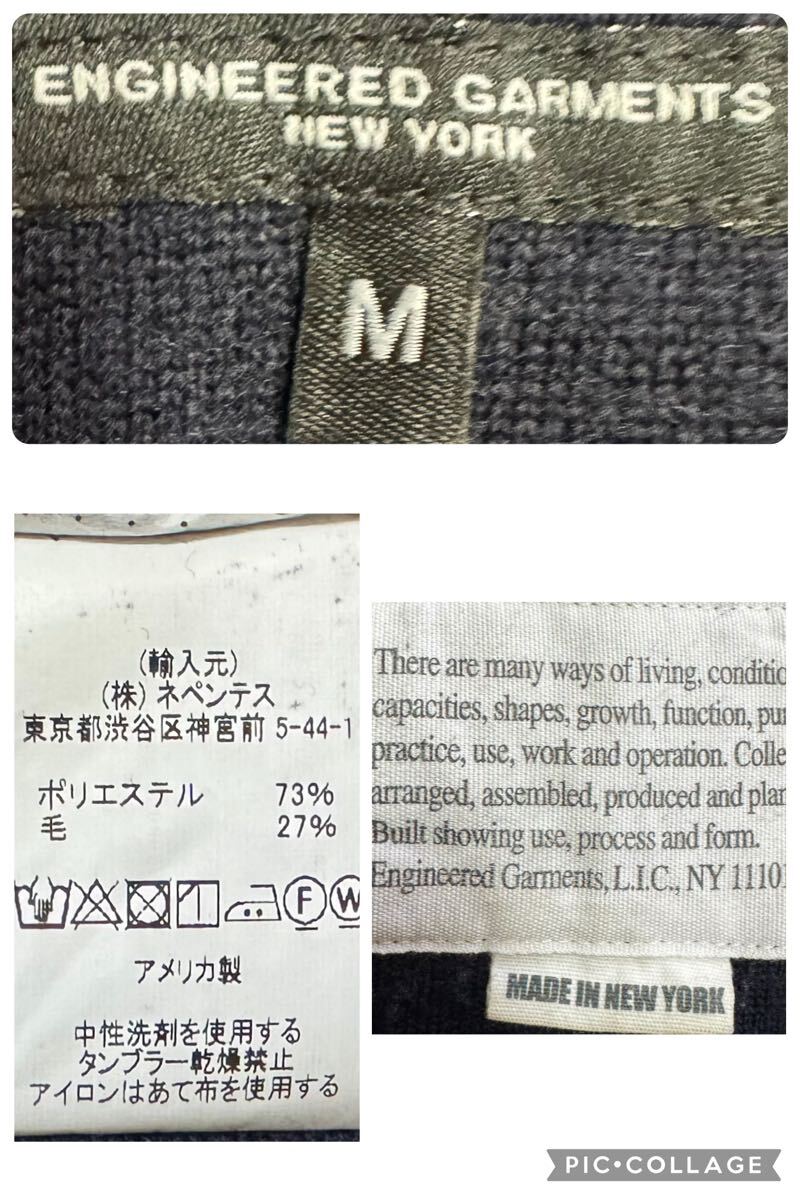 ENGINEERED GARMENTS
NEW YORK
M
(輸入元)
(株) ネペンテス
東京都渋谷区神宮前 5-44-1
ポリエステル 73%
毛 27%
F W
アメリカ製
中性洗剤を使用する
タンブラー乾燥禁止
アイロンはあて布を使用する
There are many ways of living, conditio
capacities, shapes, growth, function, pur
practice, use, work and operation. Colle
arranged, assembled, produced and plan
Built showing use, process and form.
Engineered Garments, L.I.C., NY 11101
MADE IN NEW YORK
PIC•COLLAGE